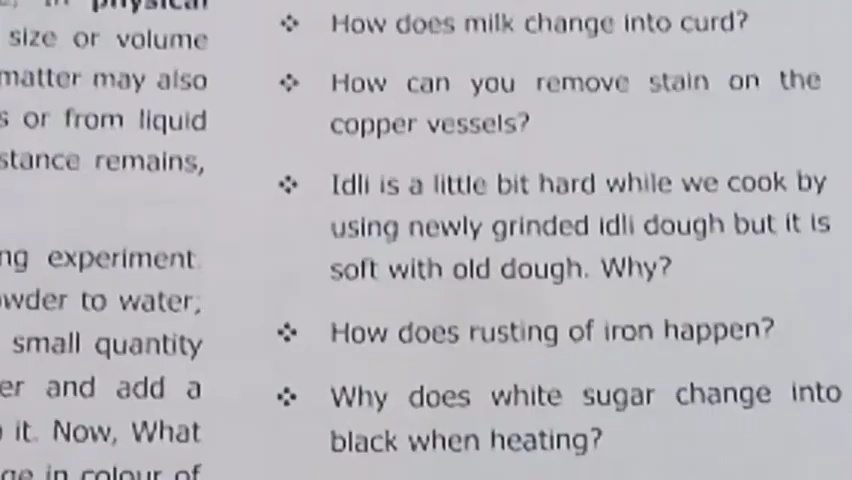 physical
size or volume
matter may also
s or from liquid
stance remains,
ng experiment.
owder to water,
small quantity
er and add a
it. Now, What
ge in colour of
❖ How does milk change into curd?
❖ How can you remove stain on the
copper vessels?
❖ Idli is a little bit hard while we cook by
using newly grinded idli dough but it is
soft with old dough. Why?
❖ How does rusting of iron happen?
❖ Why does white sugar change into
black when heating?